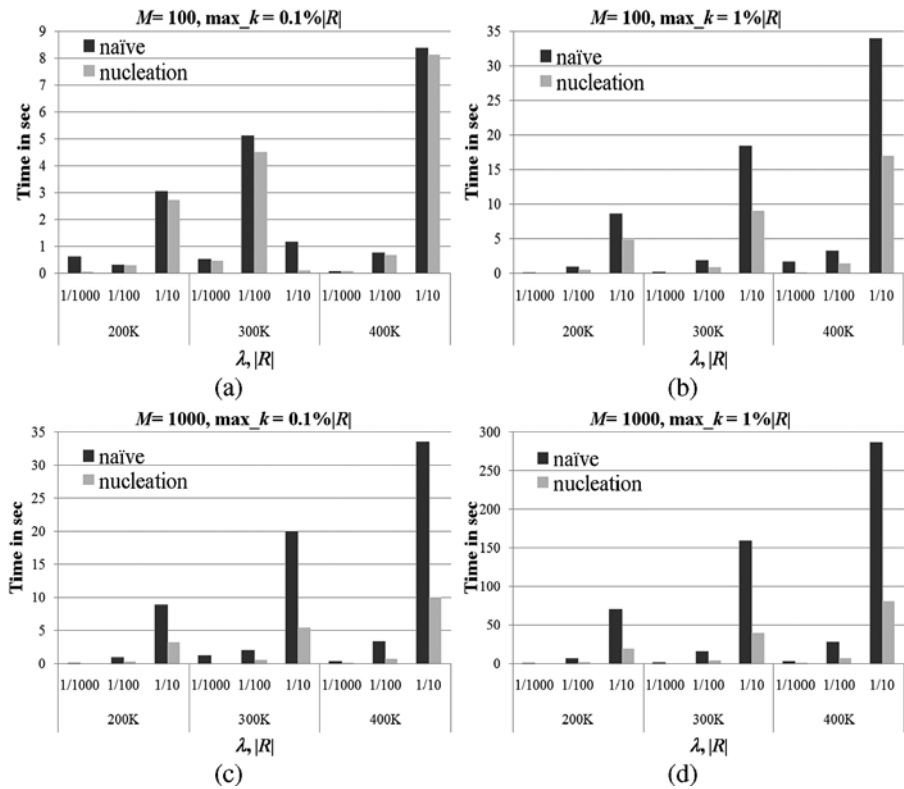 M= 100, max_k = 0.1%|R|
9
8
7
6
5
4
3
2
1
0
Time in sec
naïve
nucleation
1/1000 1/100 1/10 1/1000 1/100 1/10 1/1000 1/100 1/10
200K 300K 400K
λ, |R|
(a)
M= 100, max_k = 1%|R|
35
30
25
20
15
10
5
0
Time in sec
naïve
nucleation
1/1000 1/100 1/10 1/1000 1/100 1/10 1/1000 1/100 1/10
200K 300K 400K
λ, |R|
(b)
M= 1000, max_k = 0.1%|R|
35
30
25
20
15
10
5
0
Time in sec
naïve
nucleation
1/1000 1/100 1/10 1/1000 1/100 1/10 1/1000 1/100 1/10
200K 300K 400K
λ, |R|
(c)
M= 1000, max_k = 1%|R|
300
250
200
150
100
50
0
Time in sec
naïve
nucleation
1/1000 1/100 1/10 1/1000 1/100 1/10 1/1000 1/100 1/10
200K 300K 400K
λ, |R|
(d)